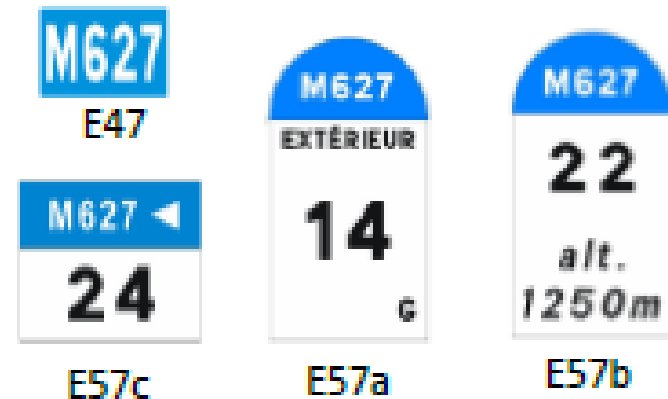 M627
E47
M627
24
E57c
M627
EXTÉRIEUR
14
G
E57a
M627
22
alt.
1250m
E57b